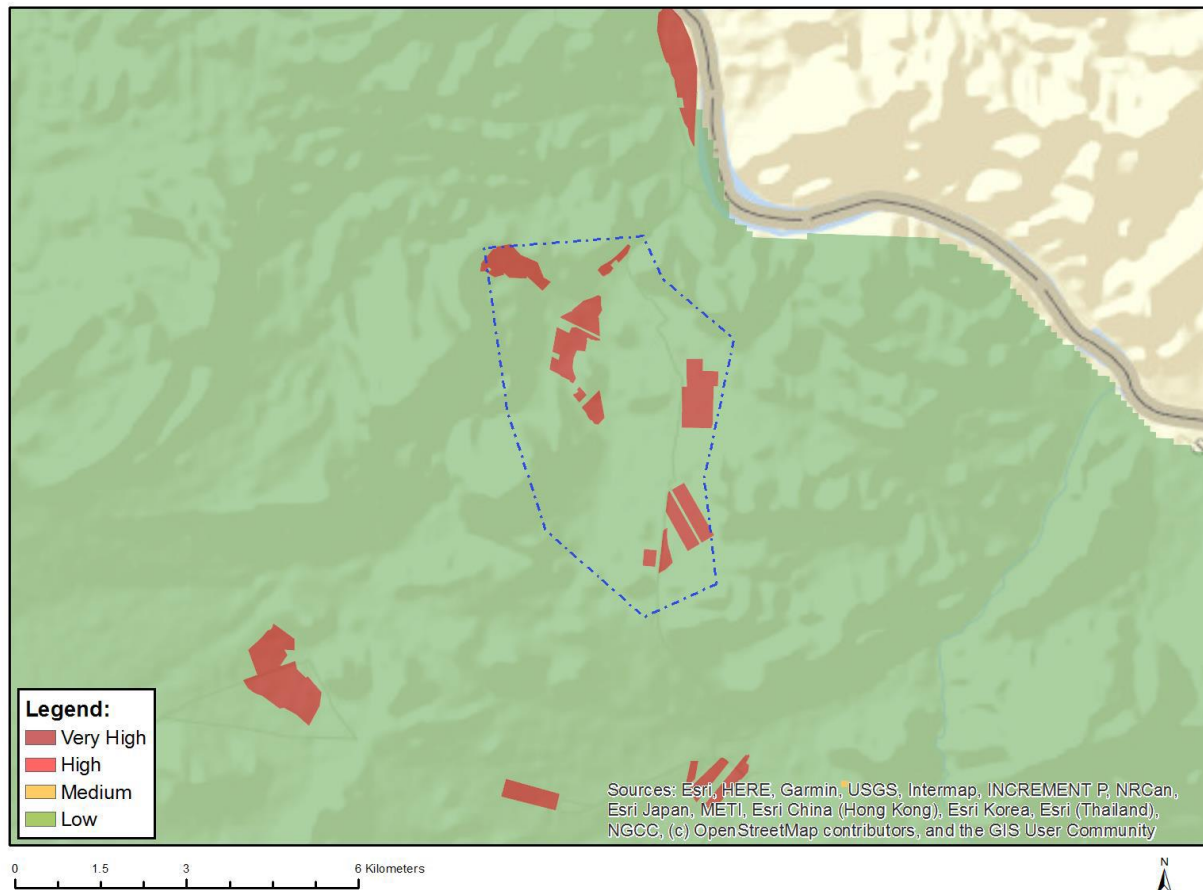 Legend:
Very High
High
Medium
Low
Sources: Esri, HERE, Garmin, USGS, Intermap, INCREMENT P, NRCan,
Esri Japan, METI, Esri China (Hong Kong), Esri Korea, Esri (Thailand),
NGCC, (c) OpenStreetMap contributors, and the GIS User Community
0 1.5 3 6 Kilometers
N